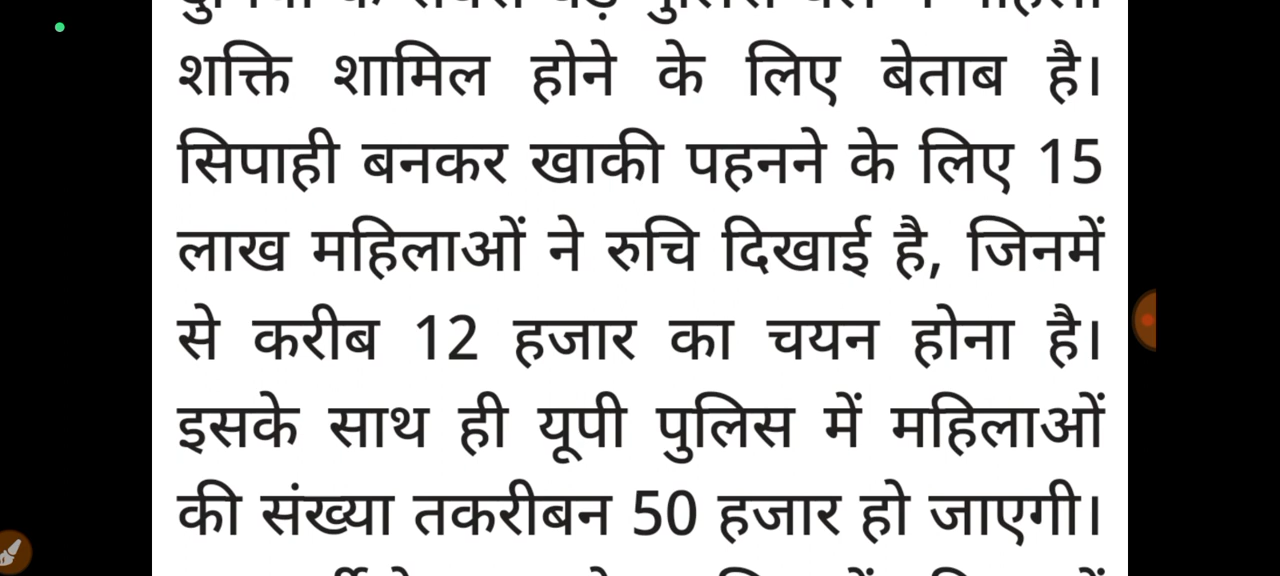 शक्ति शामिल होने के लिए बेताब है।
सिपाही बनकर खाकी पहनने के लिए 15
लाख महिलाओं ने रुचि दिखाई है, जिनमें
से करीब 12 हजार का चयन होना है।
इसके साथ ही यूपी पुलिस में महिलाओं
की संख्या तकरीबन 50 हजार हो जाएगी।